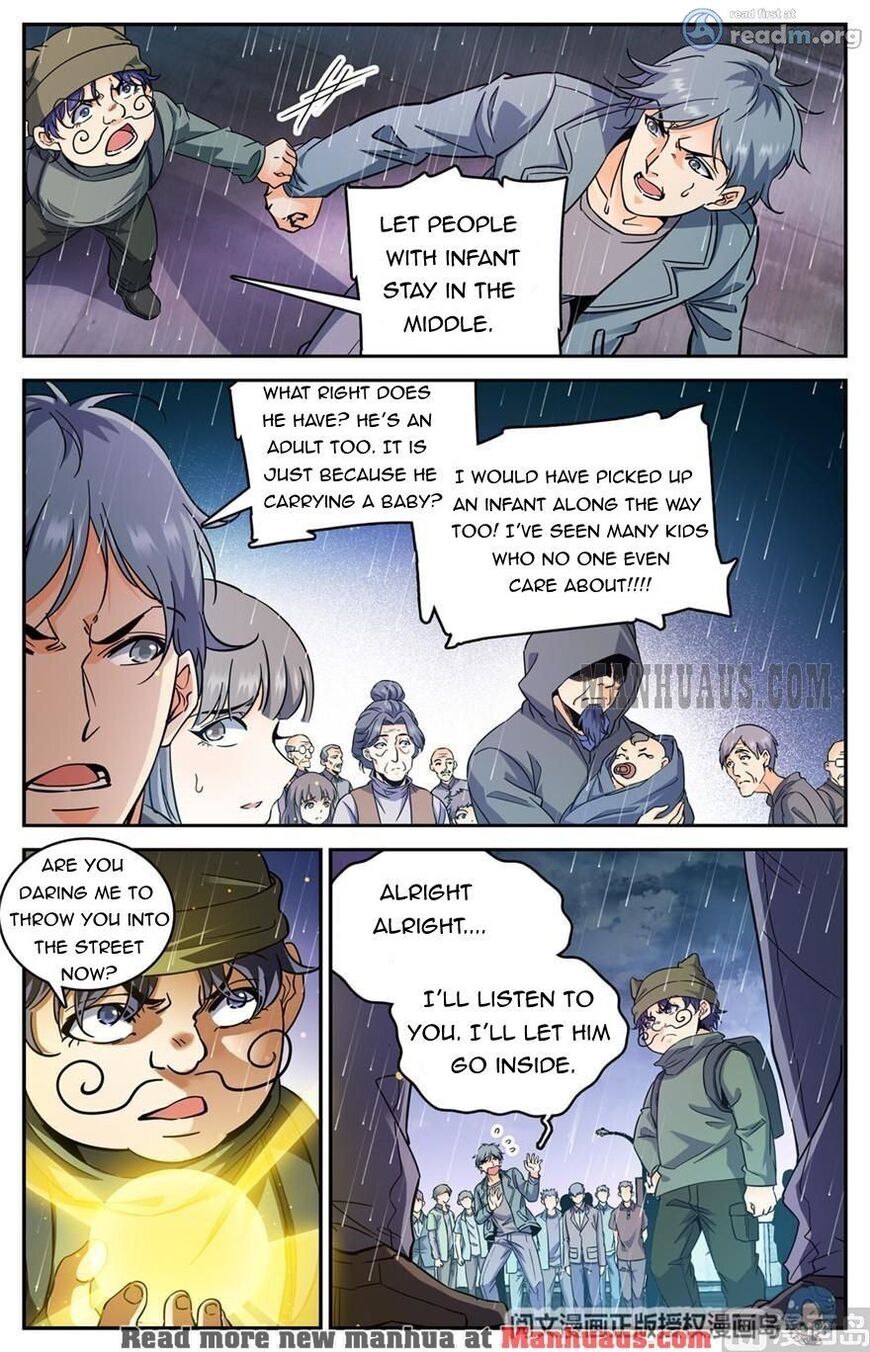 read first at
readm.org
LET PEOPLE
WITH INFANT
STAY IN THE
MIDDLE.
WHAT RIGHT DOES
HE HAVE? HE'S AN
ADULT TOO. IT IS
JUST BECAUSE HE
CARRYING A BABY?
I WOULD HAVE PICKED UP
AN INFANT ALONG THE WAY
TOO! I'VE SEEN MANY KIDS
WHO NO ONE EVEN
CARE ABOUT!!!!
MANHUAUS.COM
ARE YOU
DARING ME TO
THROW YOU INTO
THE STREET
NOW?
ALRIGHT
ALRIGHT....
I'LL LISTEN TO
YOU. I'LL LET HIM
GO INSIDE.
阅文漫画正版授权漫画岛
Read more new manhua at Manhuaus.com